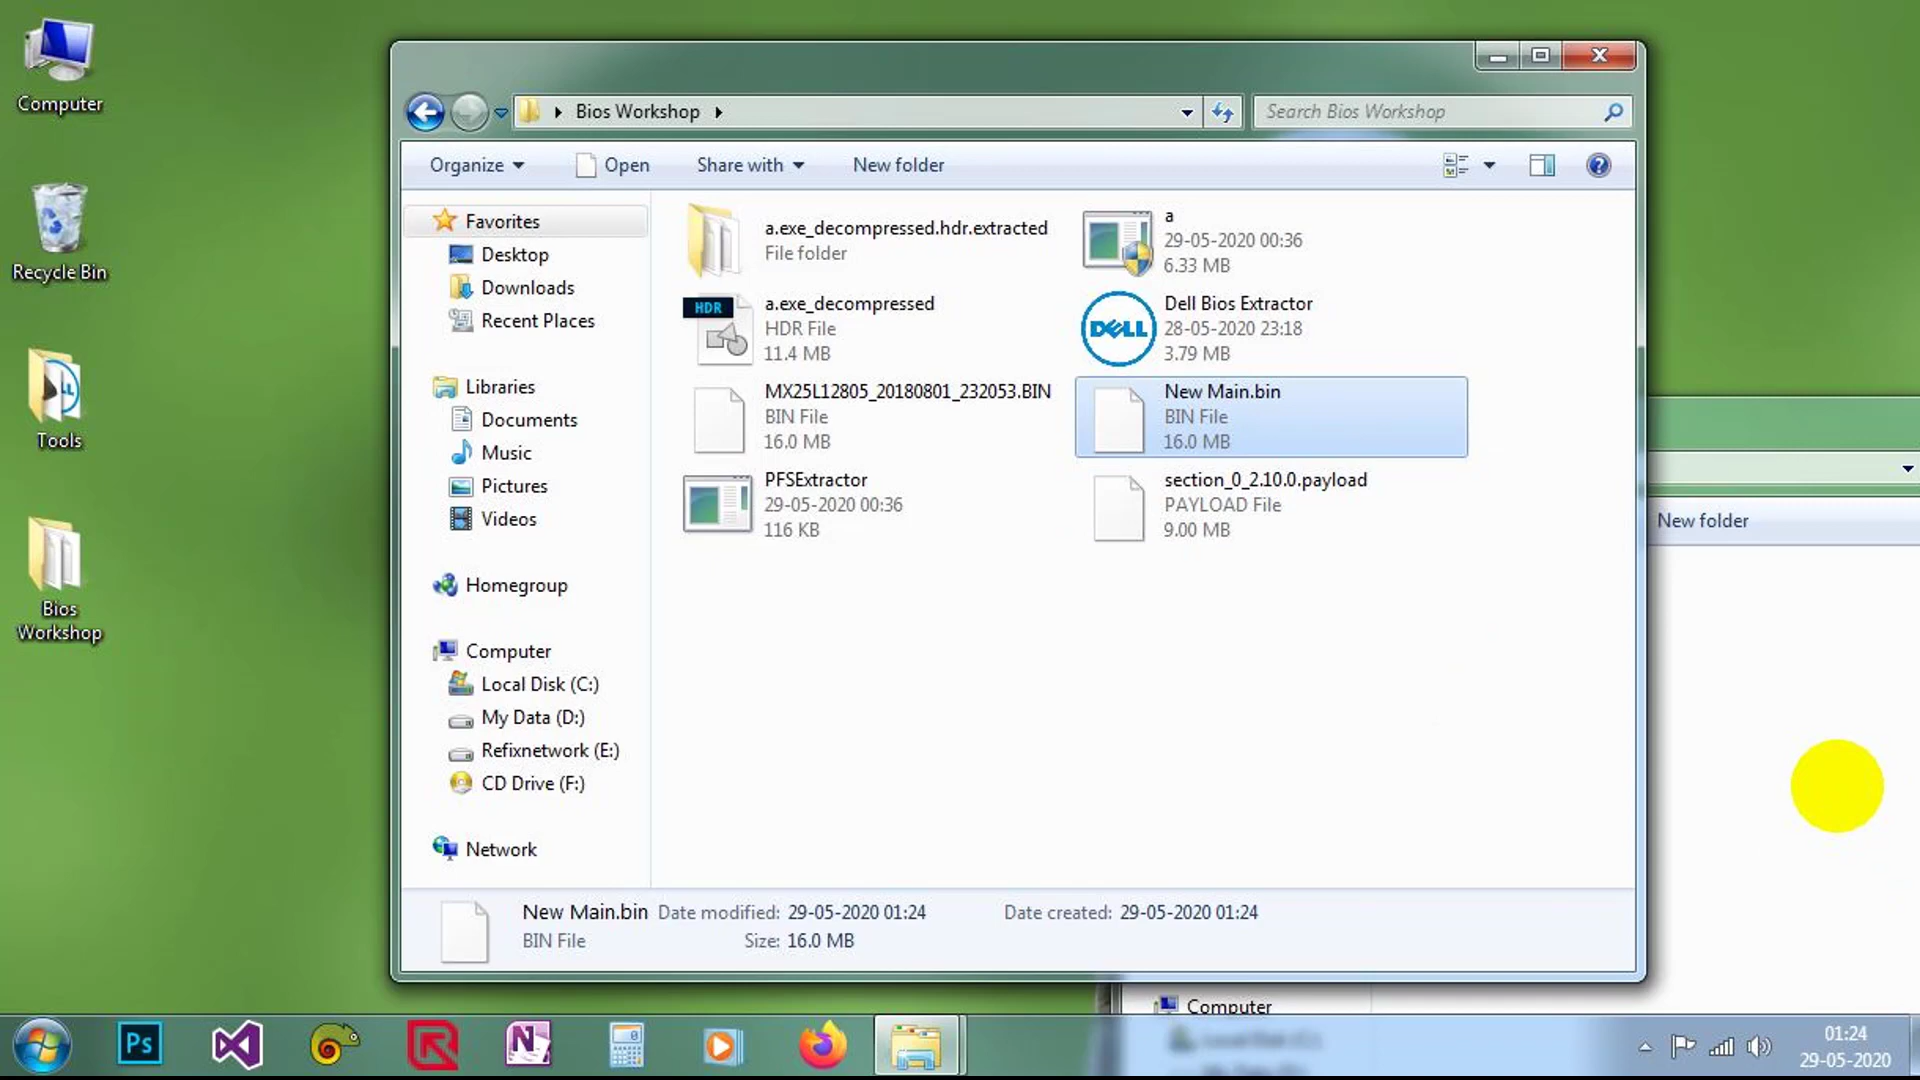 Computer
Recycle Bin
Tools
Bios
Workshop
Bios Workshop
Search Bios Workshop
Organize
Open
Share with
New folder
Favorites
Desktop
Downloads
Recent Places
Libraries
Documents
Music
Pictures
Videos
Homegroup
Computer
Local Disk (C:)
My Data (D:)
Refixnetwork (E:)
CD Drive (F:)
Network
a.exe_decompressed.hdr.extracted
File folder
a
29-05-2020 00:36
6.33 MB
HDR
a.exe_decompressed
HDR File
11.4 MB
DELL
Dell Bios Extractor
28-05-2020 23:18
3.79 MB
MX25L12805_20180801_232053.BIN
BIN File
16.0 MB
New Main.bin
BIN File
16.0 MB
PFSExtractor
29-05-2020 00:36
116 KB
section_0_2.10.0.payload
PAYLOAD File
9.00 MB
New Main.bin Date modified: 29-05-2020 01:24 Date created: 29-05-2020 01:24
BIN File Size: 16.0 MB
New folder
Computer
Ps
N
01:24
29-05-2020